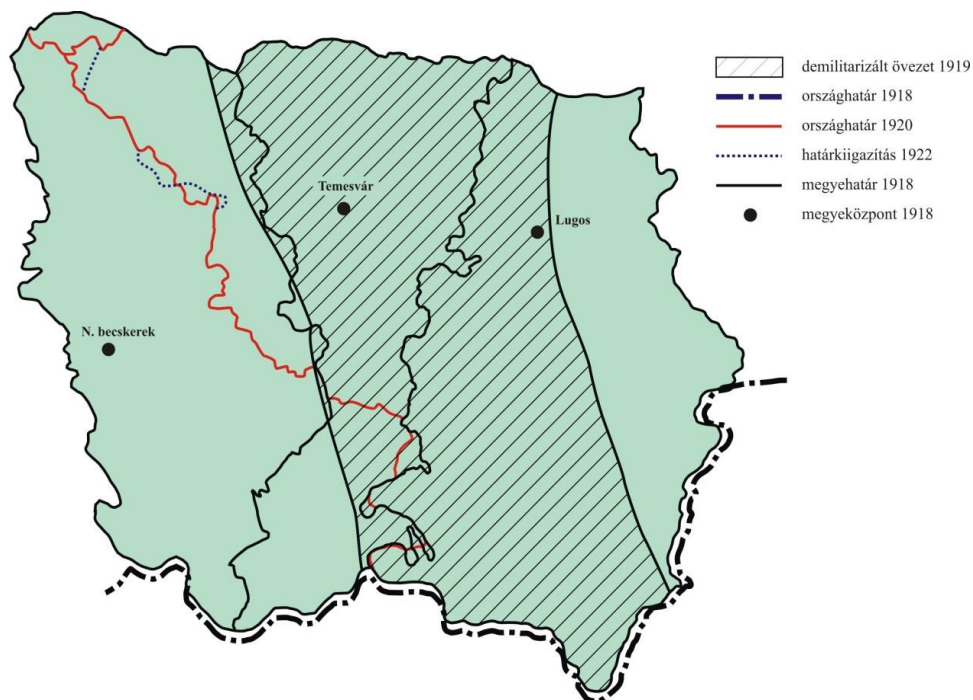 demilitarizált övezet 1919
országhatár 1918
országhatár 1920
határkiigazítás 1922
megyehatár 1918
megyeközpont 1918
Temesvár
Lugos
N. becskerek